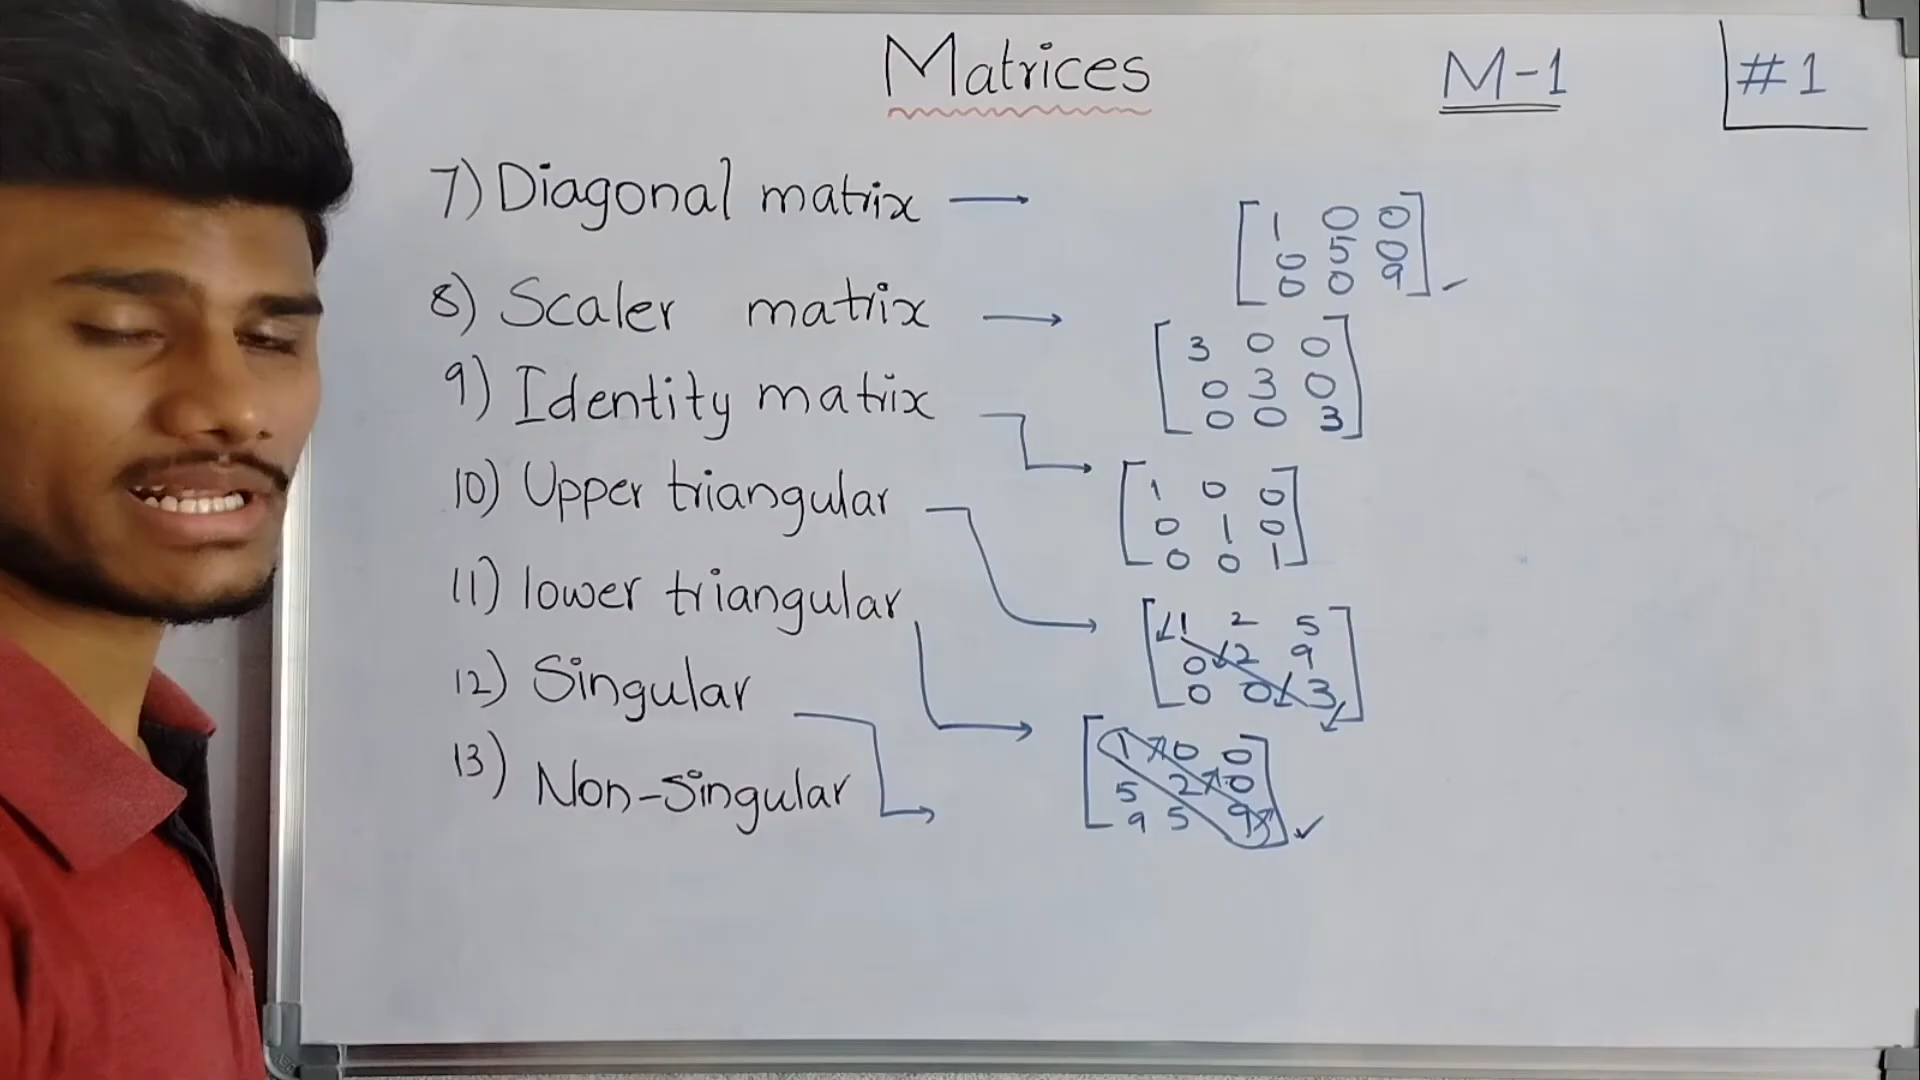 Matrices M-1 #1
7) Diagonal matrix → [1 0 0
0 5 0
0 0 9]
8) Scaler matrix → [3 0 0
0 3 0
0 0 3]
9) Identity matrix → [1 0 0
0 1 0
0 0 1]
10) Upper triangular → [1 2 5
0 2 9
0 0 3]
11) lower triangular → [1 0 0
5 2 0
9 5 9]
12) Singular →
13) Non-Singular